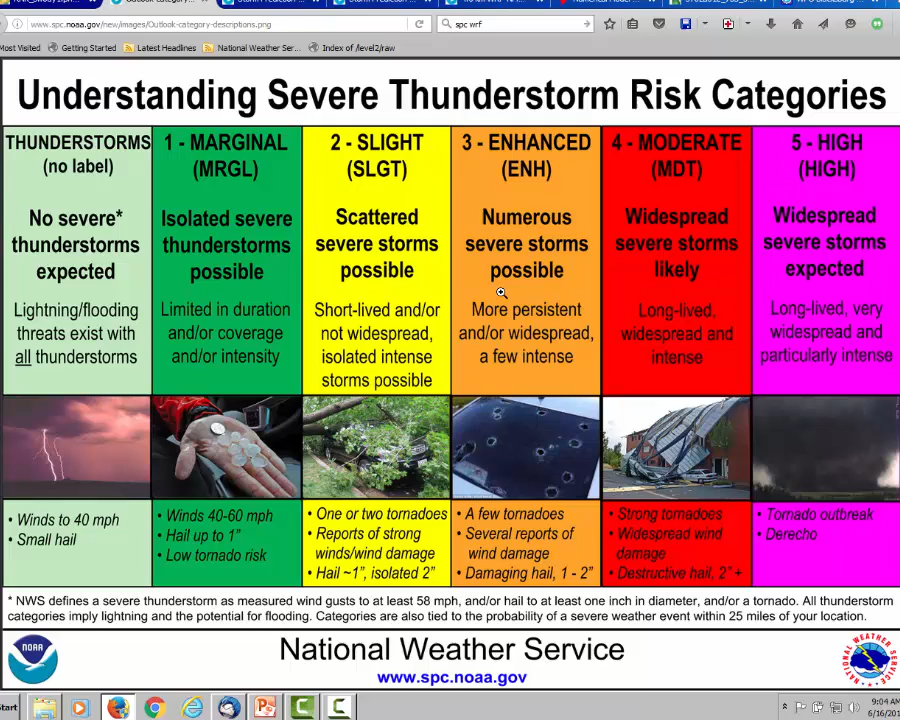 www.spc.noaa.gov/new/images/Outlook-category-descriptions.png
spc wrf
Most Visited
Getting Started
Latest Headlines
National Weather Ser...
Index of /level2/raw
Understanding Severe Thunderstorm Risk Categories
THUNDERSTORMS
(no label)
No severe*
thunderstorms
expected
Lightning/flooding
threats exist with
all thunderstorms
• Winds to 40 mph
• Small hail
1 - MARGINAL
(MRGL)
Isolated severe
thunderstorms
possible
Limited in duration
and/or coverage
and/or intensity
• Winds 40-60 mph
• Hail up to 1"
• Low tornado risk
2 - SLIGHT
(SLGT)
Scattered
severe storms
possible
Short-lived and/or
not widespread,
isolated intense
storms possible
• One or two tornadoes
• Reports of strong
winds/wind damage
• Hail ~1", isolated 2"
3 - ENHANCED
(ENH)
Numerous
severe storms
possible
More persistent
and/or widespread,
a few intense
• A few tornadoes
• Several reports of
wind damage
• Damaging hail, 1 - 2"
4 - MODERATE
(MDT)
Widespread
severe storms
likely
Long-lived,
widespread and
intense
• Strong tornadoes
• Widespread wind
damage
• Destructive hail, 2" +
5 - HIGH
(HIGH)
Widespread
severe storms
expected
Long-lived, very
widespread and
particularly intense
• Tornado outbreak
• Derecho
* NWS defines a severe thunderstorm as measured wind gusts to at least 58 mph, and/or hail to at least one inch in diameter, and/or a tornado. All thunderstorm
categories imply lightning and the potential for flooding. Categories are also tied to the probability of a severe weather event within 25 miles of your location.
NOAA
National Weather Service
www.spc.noaa.gov
NATIONAL WEATHER SERVICE
Start
9:04 AM
6/16/201